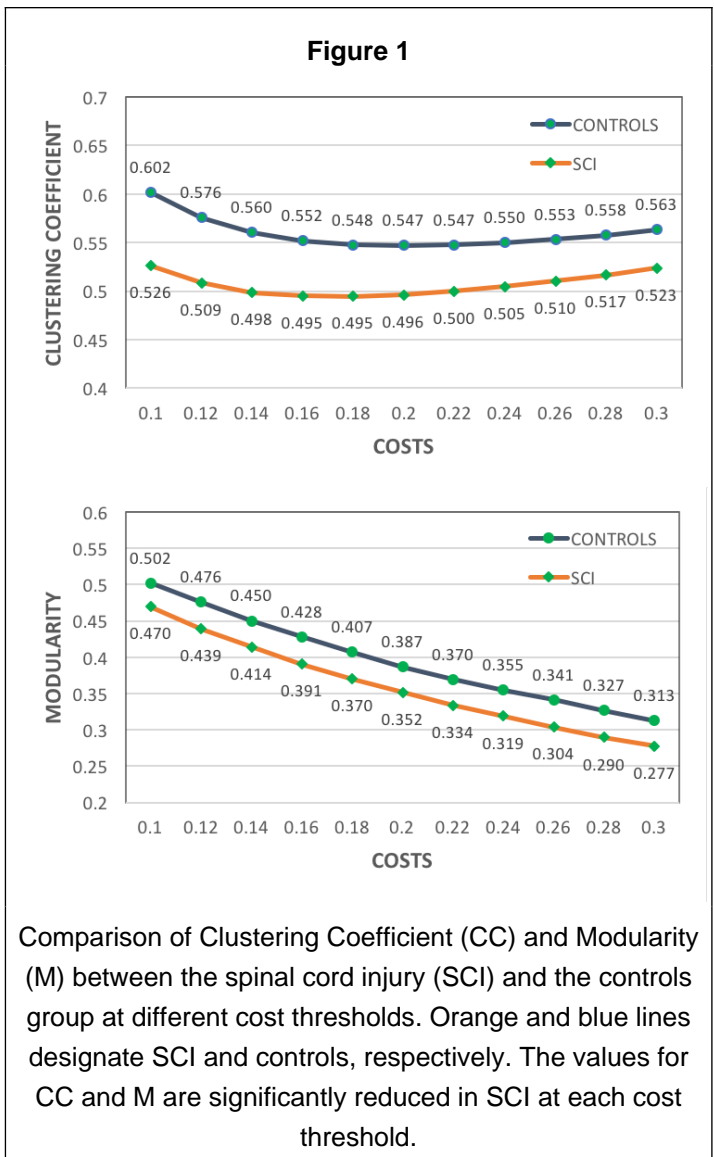 Figure 1
0.7
0.65
0.6
0.55
0.5
0.45
0.4
CLUSTERING COEFFICIENT
CONTROLS
SCI
0.602 0.576 0.560 0.552 0.548 0.547 0.547 0.550 0.553 0.558 0.563
0.526 0.509 0.498 0.495 0.495 0.496 0.500 0.505 0.510 0.517 0.523
0.1 0.12 0.14 0.16 0.18 0.2 0.22 0.24 0.26 0.28 0.3
COSTS
0.6
0.55
0.5
0.45
0.4
0.35
0.3
0.25
0.2
MODULARITY
CONTROLS
SCI
0.502 0.476 0.450 0.428 0.407 0.387 0.370 0.355 0.341 0.327 0.313
0.470 0.439 0.414 0.391 0.370 0.352 0.334 0.319 0.304 0.290 0.277
0.1 0.12 0.14 0.16 0.18 0.2 0.22 0.24 0.26 0.28 0.3
COSTS
Comparison of Clustering Coefficient (CC) and Modularity
(M) between the spinal cord injury (SCI) and the controls
group at different cost thresholds. Orange and blue lines
designate SCI and controls, respectively. The values for
CC and M are significantly reduced in SCI at each cost
threshold.